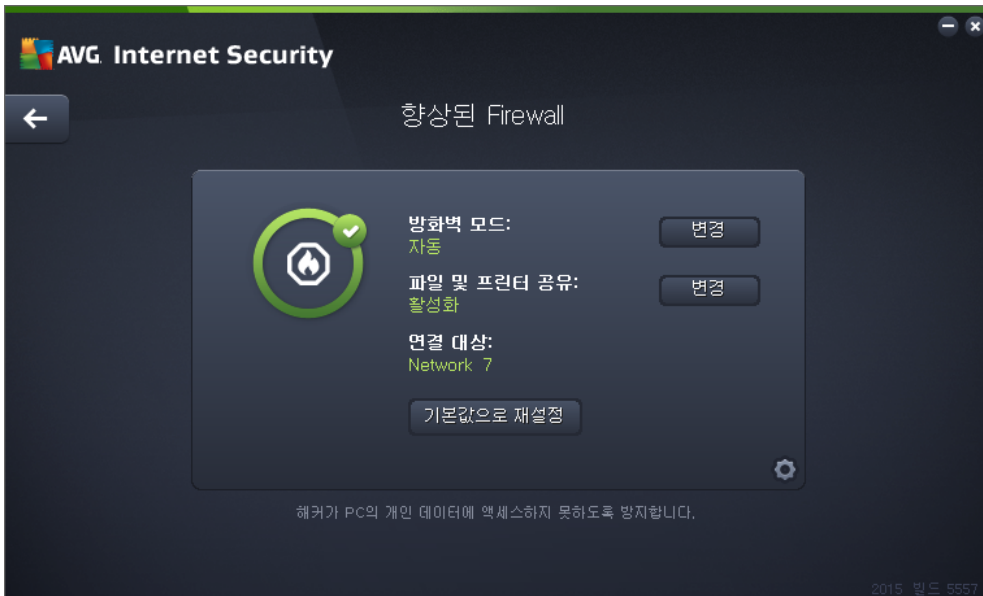 AVG. Internet Security
향상된 Firewall
방화벽 모드:
자동
변경
파일 및 프린터 공유:
활성화
변경
연결 대상:
Network 7
기본값으로 재설정
해커가 PC의 개인 데이터에 액세스하지 못하도록 방지합니다.
2015 빌드 5557